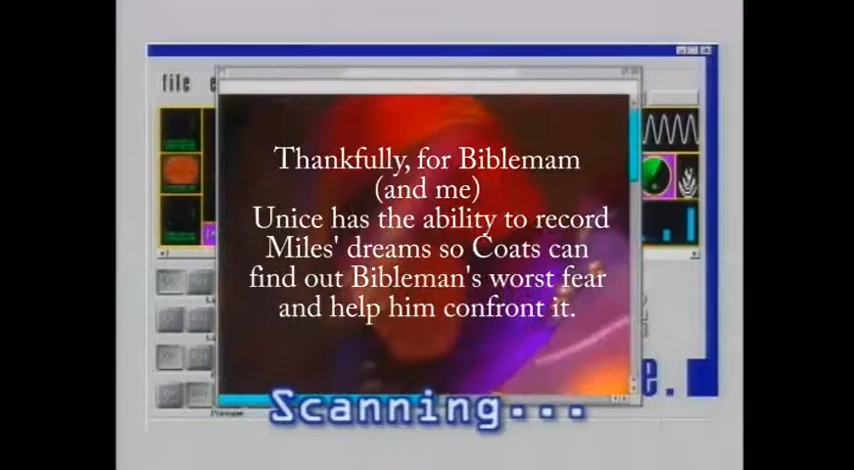 file e
Thankfully, for Biblemam
(and me)
Unice has the ability to record
Miles' dreams so Coats can
find out Bibleman's worst fear
and help him confront it.
e.
Scanning...
Preview